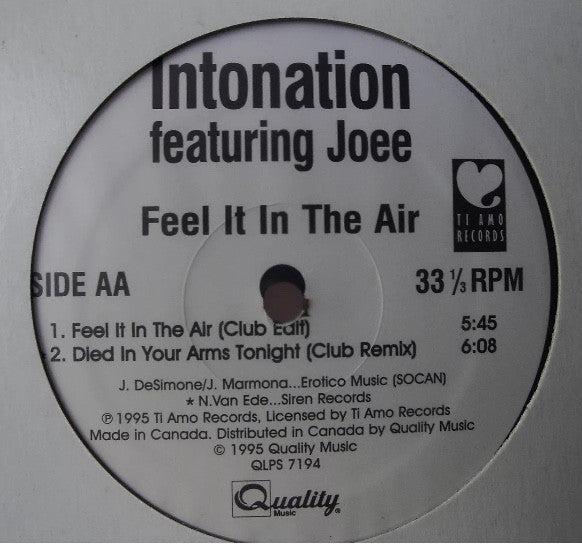 Intonation
featuring Joee
Feel It In The Air
TI AMO
RECORDS
SIDE AA
33 1/3 RPM
1. Feel It In The Air (Club Edit) 5:45
2. Died In Your Arms Tonight (Club Remix) 6:08
J. DeSimone/J. Marmona...Erotico Music (SOCAN)
* N.Van Ede...Siren Records
℗ 1995 Ti Amo Records, Licensed by Ti Amo Records
Made in Canada. Distributed in Canada by Quality Music
© 1995 Quality Music
QLPS 7194
Quality
Music ®